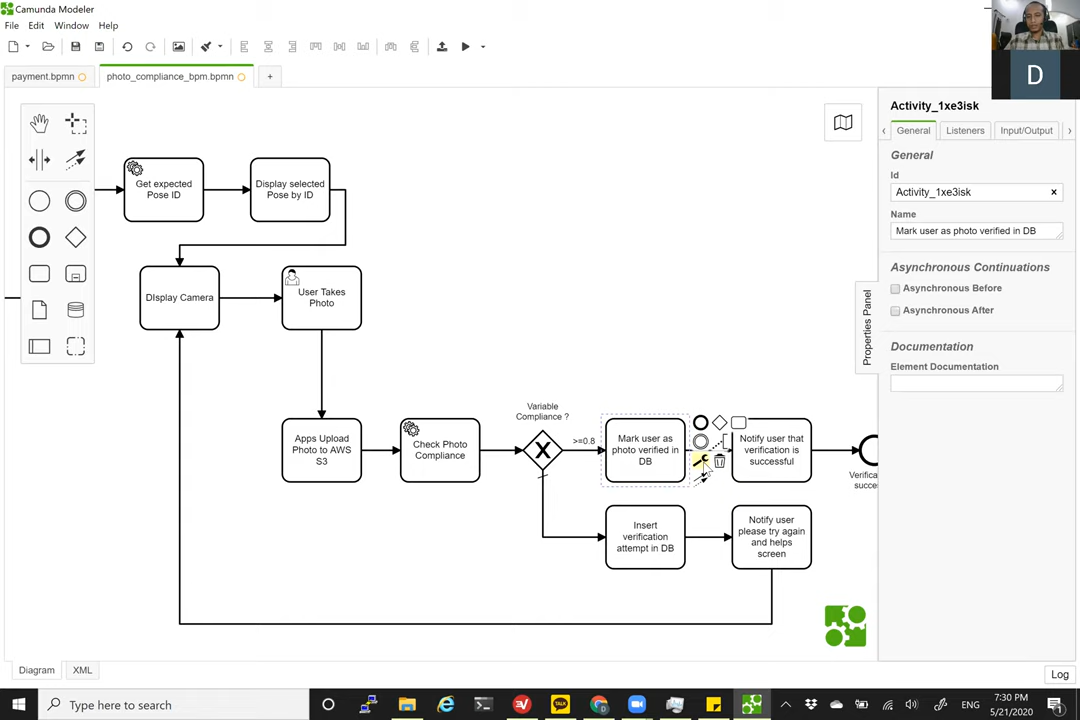 Camunda Modeler
File Edit Window Help
payment.bpmn
photo_compliance_bpm.bpmn
+
D
Activity_1xe3isk
General
Listeners
Input/Output
General
Id
Activity_1xe3isk
Name
Mark user as photo verified in DB
Asynchronous Continuations
Asynchronous Before
Asynchronous After
Documentation
Element Documentation
Properties Panel
Get expected
Pose ID
Display selected
Pose by ID
DIsplay Camera
User Takes
Photo
Variable
Compliance ?
Apps Upload
Photo to AWS
S3
Check Photo
Compliance
>=0.8
Mark user as
photo verified in
DB
Notify user that
verification is
successful
Verifica
succes
Insert
verification
attempt in DB
Notify user
please try again
and helps
screen
Diagram
XML
Log
Type here to search
TALK
ENG
7:30 PM
5/21/2020